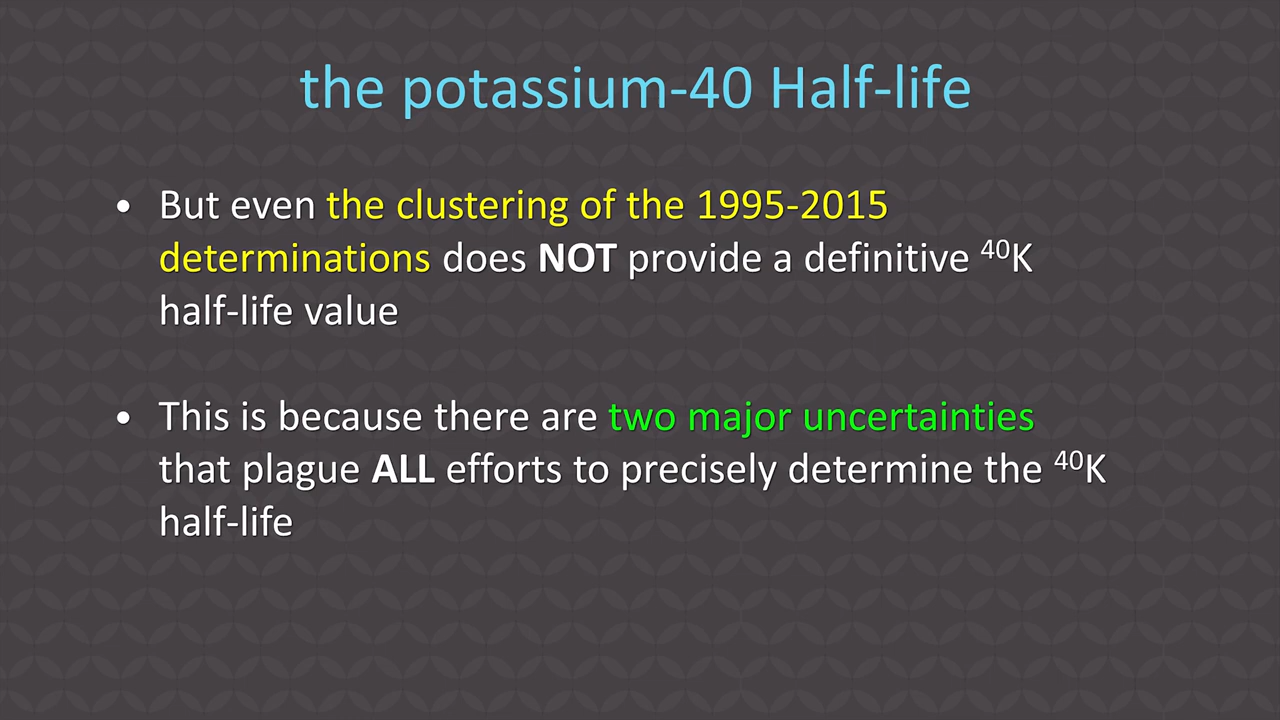 the potassium-40 Half-life
• But even the clustering of the 1995-2015
determinations does NOT provide a definitive ⁴⁰K
half-life value
• This is because there are two major uncertainties
that plague ALL efforts to precisely determine the ⁴⁰K
half-life